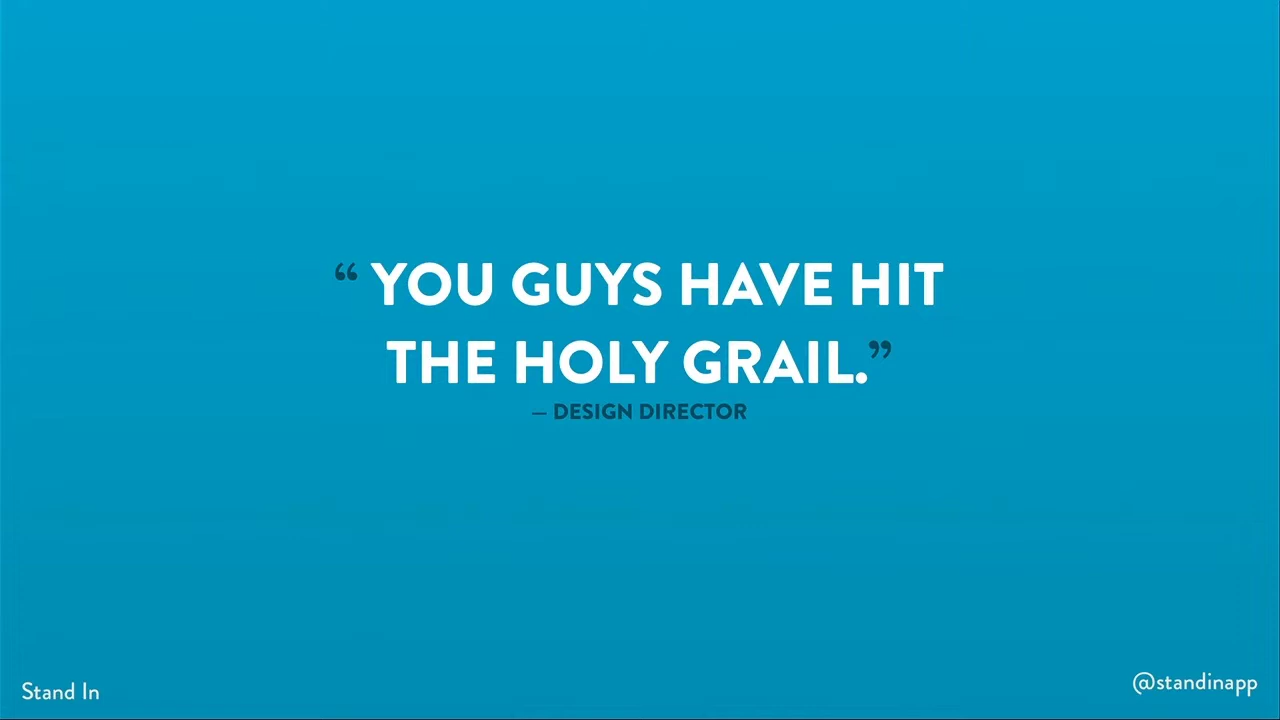 “ YOU GUYS HAVE HIT
THE HOLY GRAIL.”
– DESIGN DIRECTOR
Stand In
@standinapp